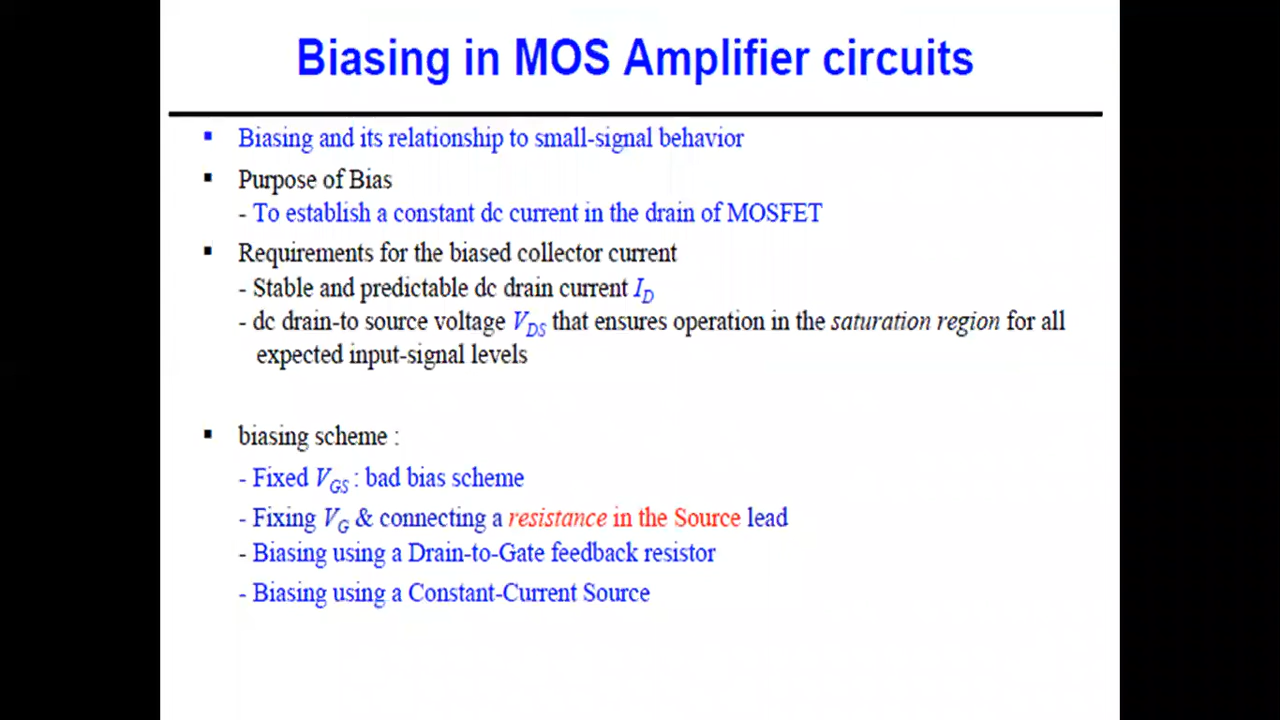 Biasing in MOS Amplifier circuits
▪ Biasing and its relationship to small-signal behavior
▪ Purpose of Bias
- To establish a constant dc current in the drain of MOSFET
▪ Requirements for the biased collector current
- Stable and predictable dc drain current I_D
- dc drain-to source voltage V_DS that ensures operation in the saturation region for all
expected input-signal levels
▪ biasing scheme :
- Fixed V_GS : bad bias scheme
- Fixing V_G & connecting a resistance in the Source lead
- Biasing using a Drain-to-Gate feedback resistor
- Biasing using a Constant-Current Source